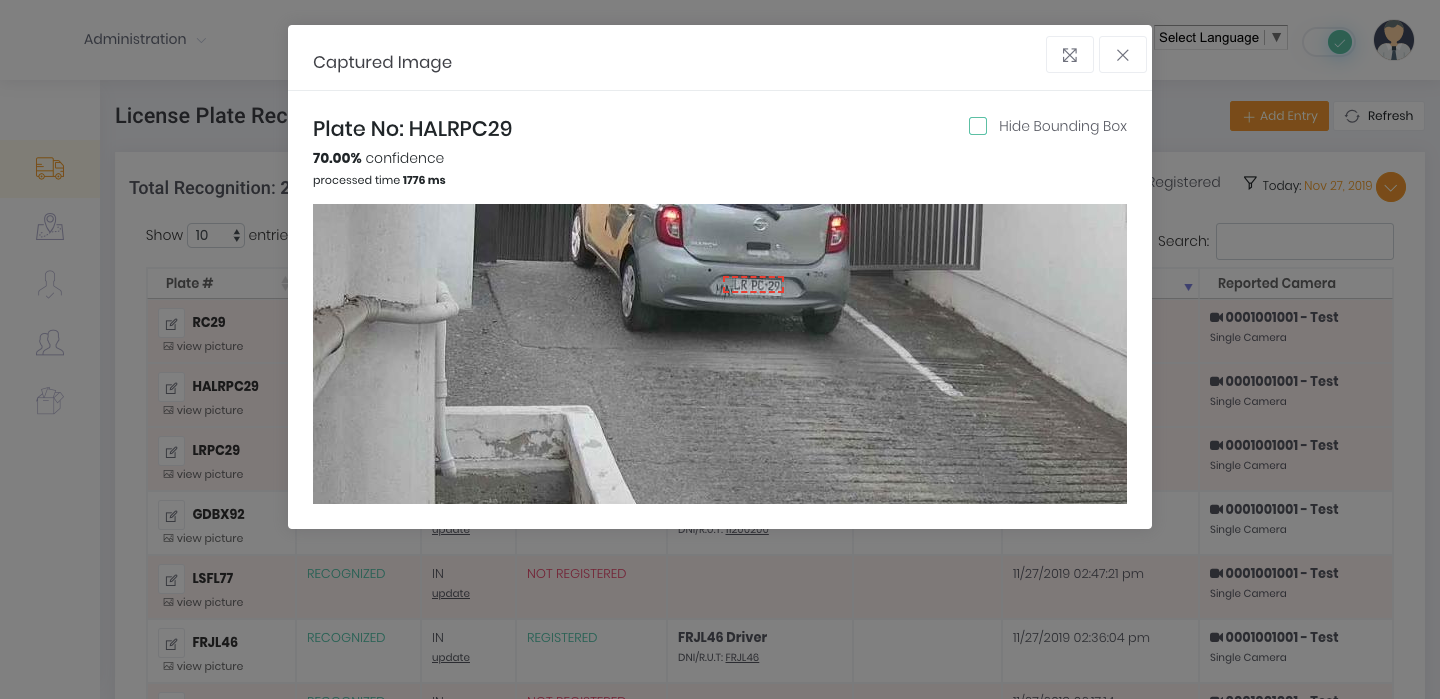 Administration
Select Language ▼
Captured Image
License Plate Rec
Add Entry
Refresh
Plate No: HALRPC29
Hide Bounding Box
70.00% confidence
processed time 1776 ms
Total Recognition: 2
Registered
Today: Nov 27, 2019
Show 10 entrie
Search:
Plate #
Reported Camera
LR PC·29
RC29
view picture
0001001001 - Test
Single Camera
HALRPC29
view picture
0001001001 - Test
Single Camera
LRPC29
view picture
0001001001 - Test
Single Camera
GDBX92
view picture
update
0001001001 - Test
Single Camera
LSFL77
view picture
RECOGNIZED
IN
update
NOT REGISTERED
11/27/2019 02:47:21 pm
0001001001 - Test
Single Camera
FRJL46
view picture
RECOGNIZED
IN
update
REGISTERED
FRJL46 Driver
DNI/R.U.T: FRJL46
11/27/2019 02:36:04 pm
0001001001 - Test
Single Camera